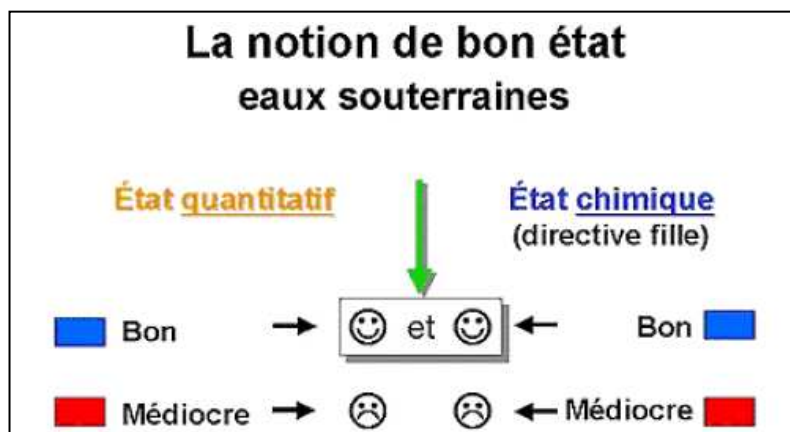 La notion de bon état
eaux souterraines
État quantitatif
État chimique
(directive fille)
Bon et Bon
Médiocre Médiocre